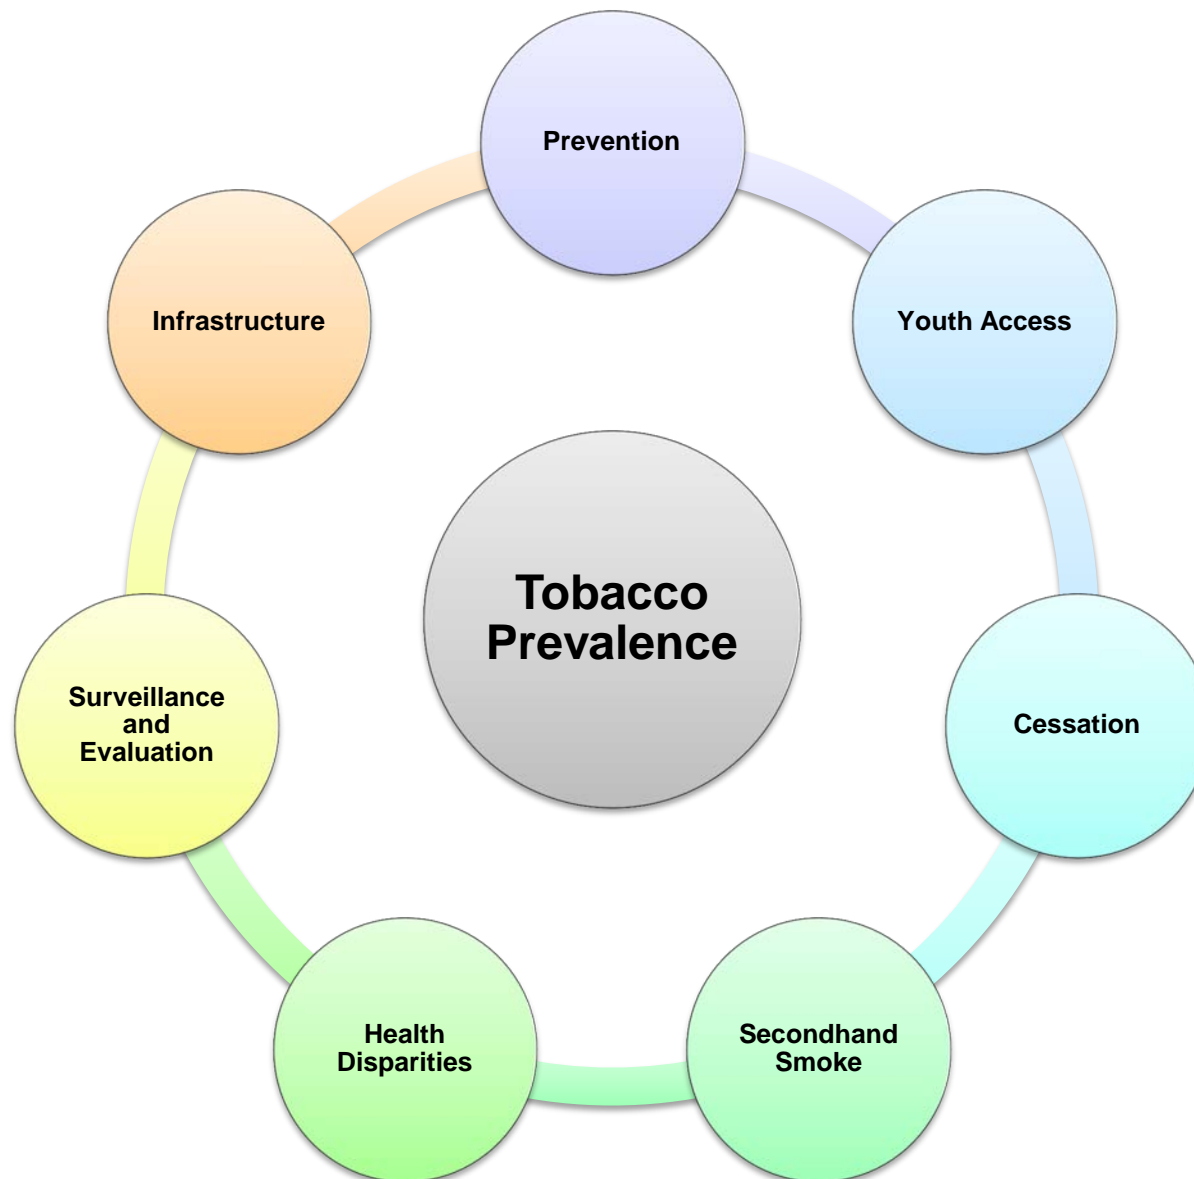 Prevention
Infrastructure
Youth Access
Tobacco
Prevalence
Surveillance
and
Evaluation
Cessation
Health
Disparities
Secondhand
Smoke